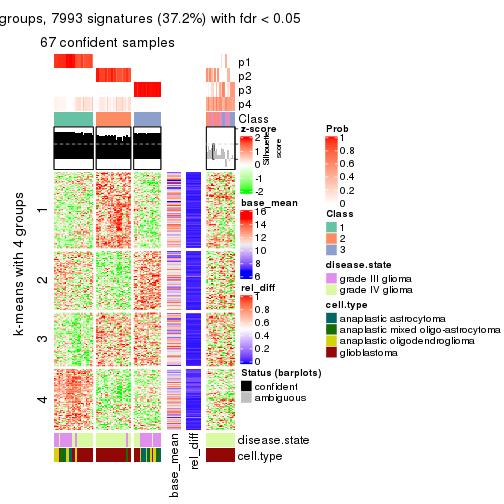 groups, 7993 signatures (37.2%) with fdr < 0.05
67 confident samples
p1
p2
p3
p4
Class
z-score
2
1
0
-1
-2
Silhouette
score
base_mean
16
14
12
10
8
6
rel_diff
1
0.8
0.6
0.4
0.2
0
Status (barplots)
confident
ambiguous
Prob
1
0.8
0.6
0.4
0.2
0
Class
1
2
3
disease.state
grade III glioma
grade IV glioma
cell.type
anaplastic astrocytoma
anaplastic mixed oligo-astrocytoma
anaplastic oligodendroglioma
glioblastoma
k-means with 4 groups
1
2
3
4
disease.state
cell.type
base_mean
rel_diff